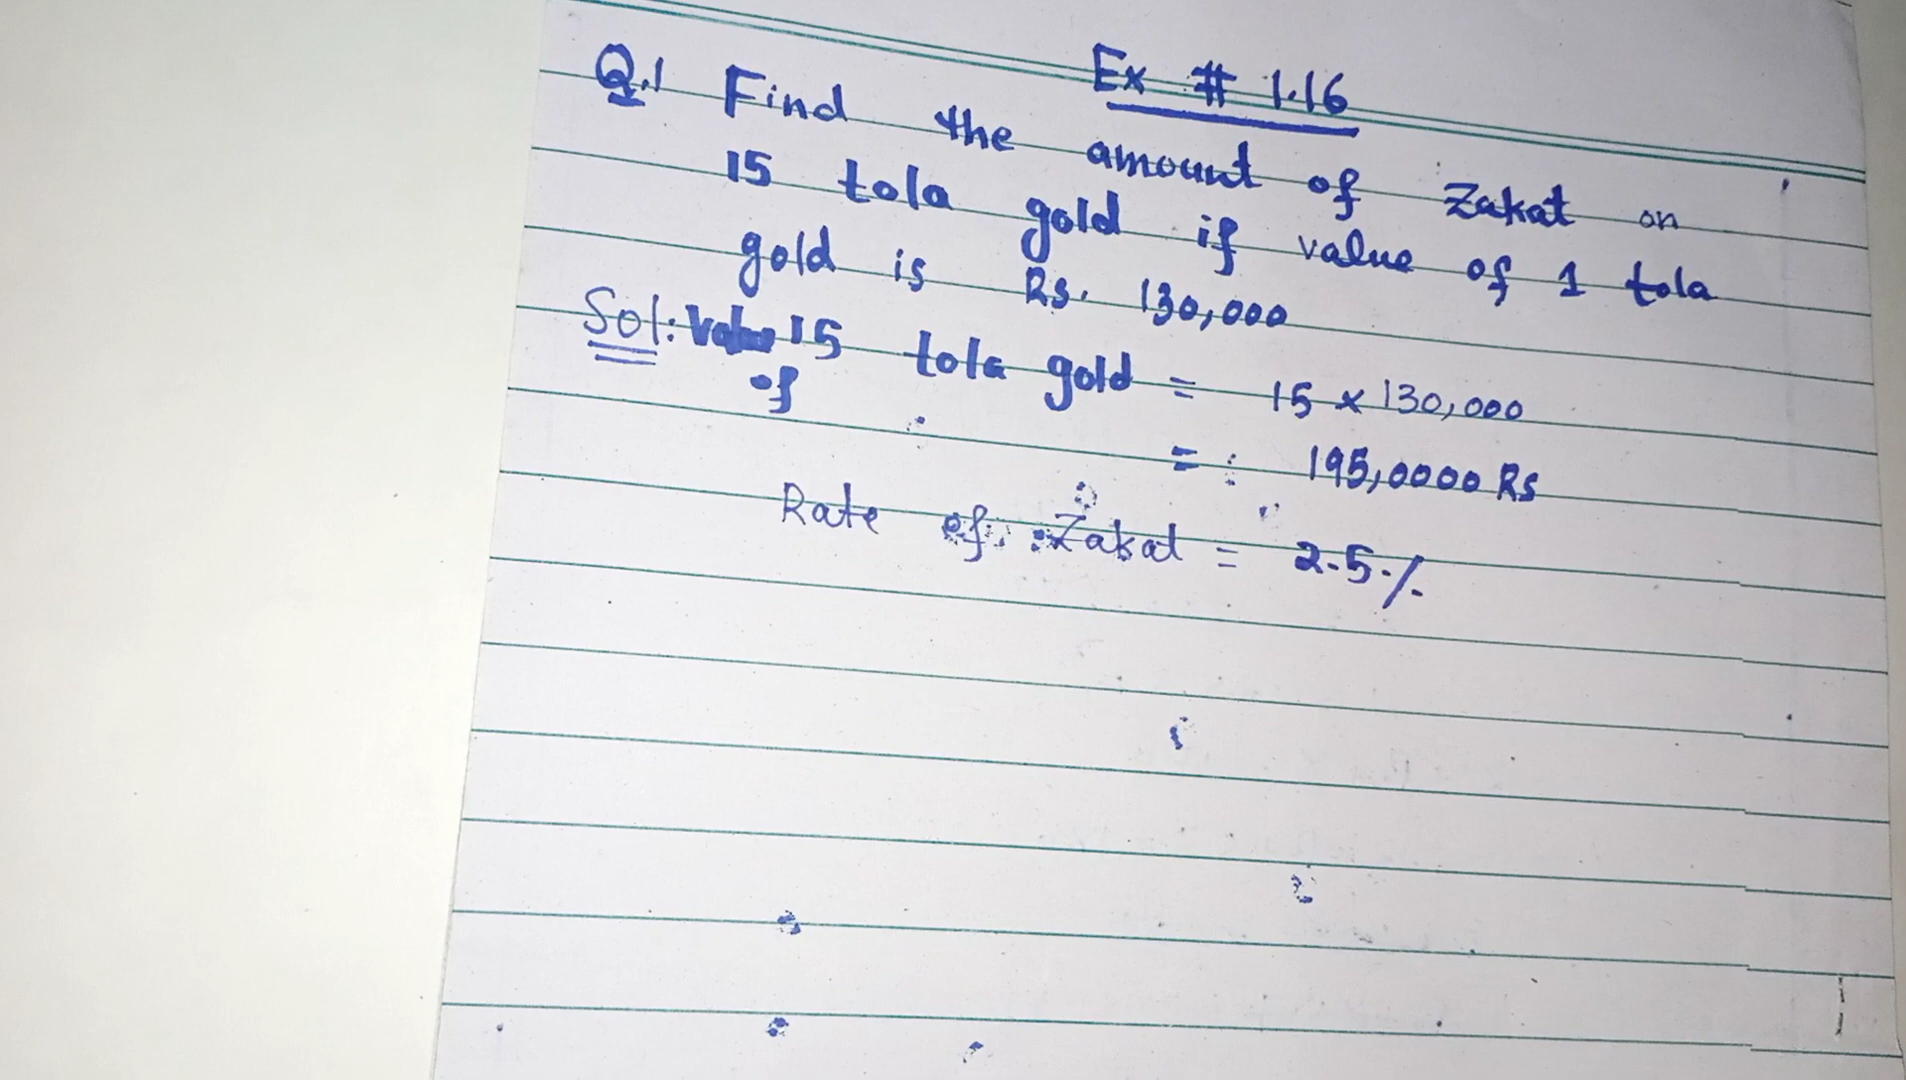 Ex # 1.16
Q.1 Find the amount of Zakat on
15 tola gold if value of 1 tola
gold is Rs. 130,000
Sol: Value 15 tola gold = 15 × 130,000
of
= 195,0000 Rs
Rate of Zakat = 2.5%